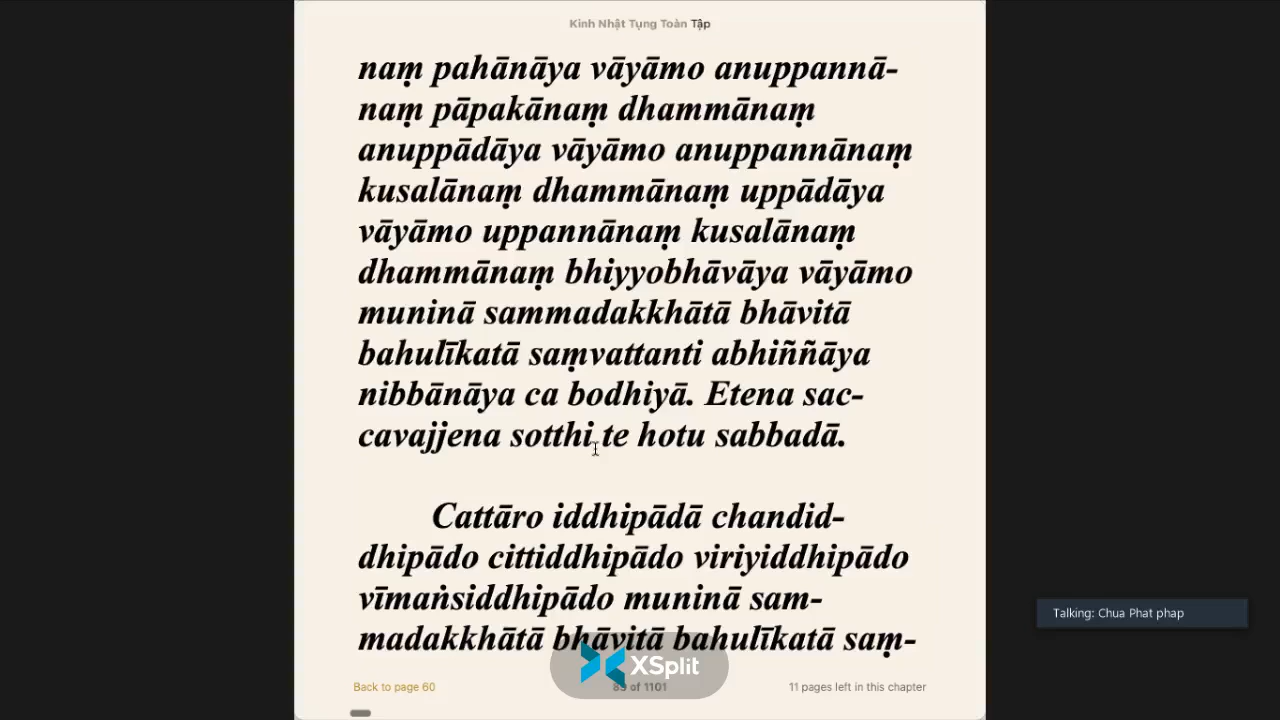 Kinh Nhật Tụng Toàn Tập
naṃ pahānāya vāyāmo anuppannā-
naṃ pāpakānaṃ dhammānaṃ
anuppādāya vāyāmo anuppannānaṃ
kusalānaṃ dhammānaṃ uppādāya
vāyāmo uppannānaṃ kusalānaṃ
dhammānaṃ bhiyyobhāvāya vāyāmo
muninā sammadakkhātā bhāvitā
bahulīkatā saṃvattanti abhiññāya
nibbānāya ca bodhiyā. Etena sac-
cavajjena sotthi te hotu sabbadā.
Cattāro iddhipādā chandid-
dhipādo cittiddhipādo viriyiddhipādo
vīmaṅsiddhipādo muninā sam-
madakkhātā bhāvitā bahulīkatā saṃ-
Talking: Chua Phat phap
XSplit
Back to page 60
of 1101
11 pages left in this chapter